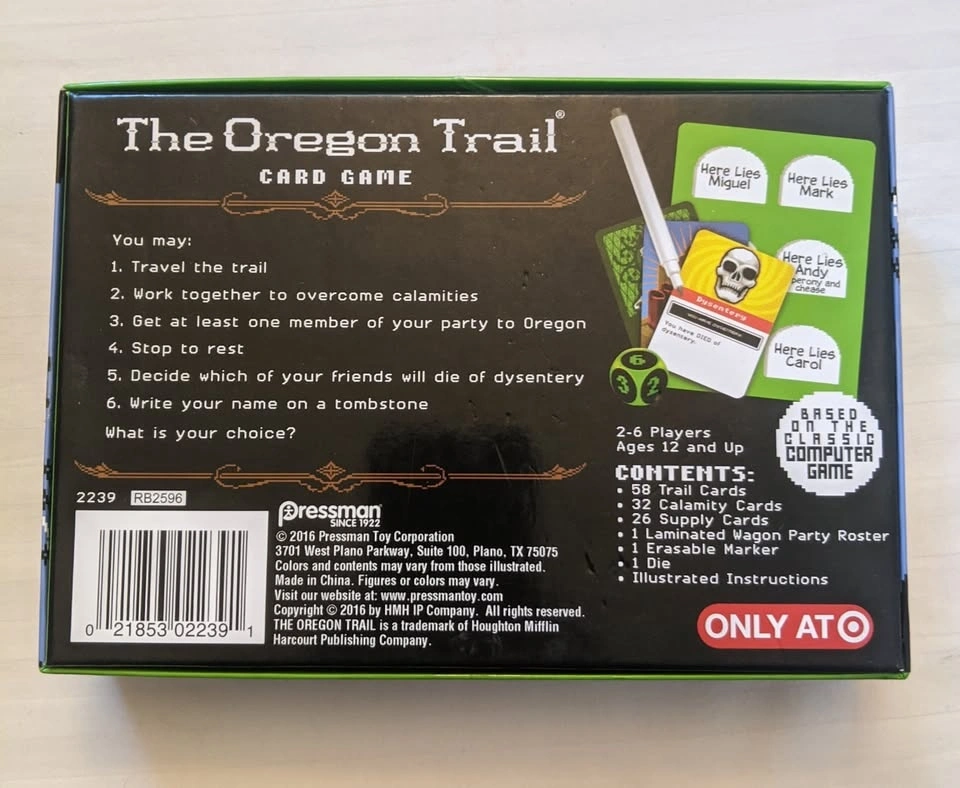 The Oregon Trail®
CARD GAME
You may:
1. Travel the trail
2. Work together to overcome calamities
3. Get at least one member of your party to Oregon
4. Stop to rest
5. Decide which of your friends will die of dysentery
6. Write your name on a tombstone
What is your choice?
2239 RB2596
0 21853 02239 1
Pressman®
SINCE 1922
© 2016 Pressman Toy Corporation
3701 West Plano Parkway, Suite 100, Plano, TX 75075
Colors and contents may vary from those illustrated.
Made in China. Figures or colors may vary.
Visit our website at: www.pressmantoy.com
Copyright © 2016 by HMH IP Company. All rights reserved.
THE OREGON TRAIL is a trademark of Houghton Mifflin
Harcourt Publishing Company.
Here Lies
Miguel
Here Lies
Mark
Here Lies
Andy
perony and
chease
Here Lies
Carol
Dysentery
You have DIED of
dysentery.
6
3 2
2-6 Players
Ages 12 and Up
CONTENTS:
• 58 Trail Cards
• 32 Calamity Cards
• 26 Supply Cards
• 1 Laminated Wagon Party Roster
• 1 Erasable Marker
• 1 Die
• Illustrated Instructions
BASED
ON THE
CLASSIC
COMPUTER
GAME
ONLY AT